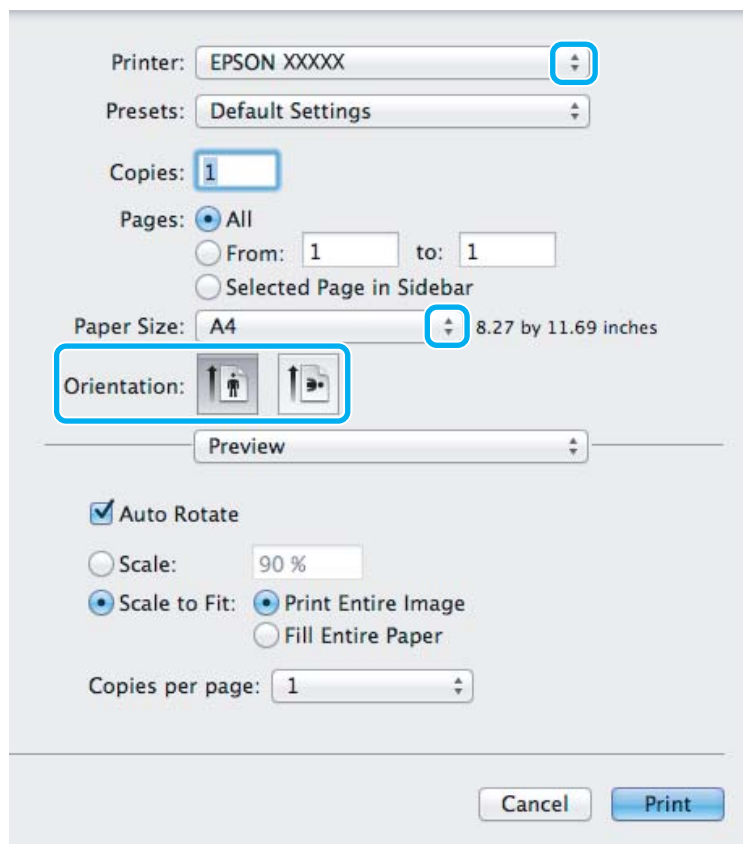 Printer: EPSON XXXXX
Presets: Default Settings
Copies: 1
Pages: All
From: 1 to: 1
Selected Page in Sidebar
Paper Size: A4 8.27 by 11.69 inches
Orientation:
Preview
Auto Rotate
Scale: 90 %
Scale to Fit: Print Entire Image
Fill Entire Paper
Copies per page: 1
Cancel Print